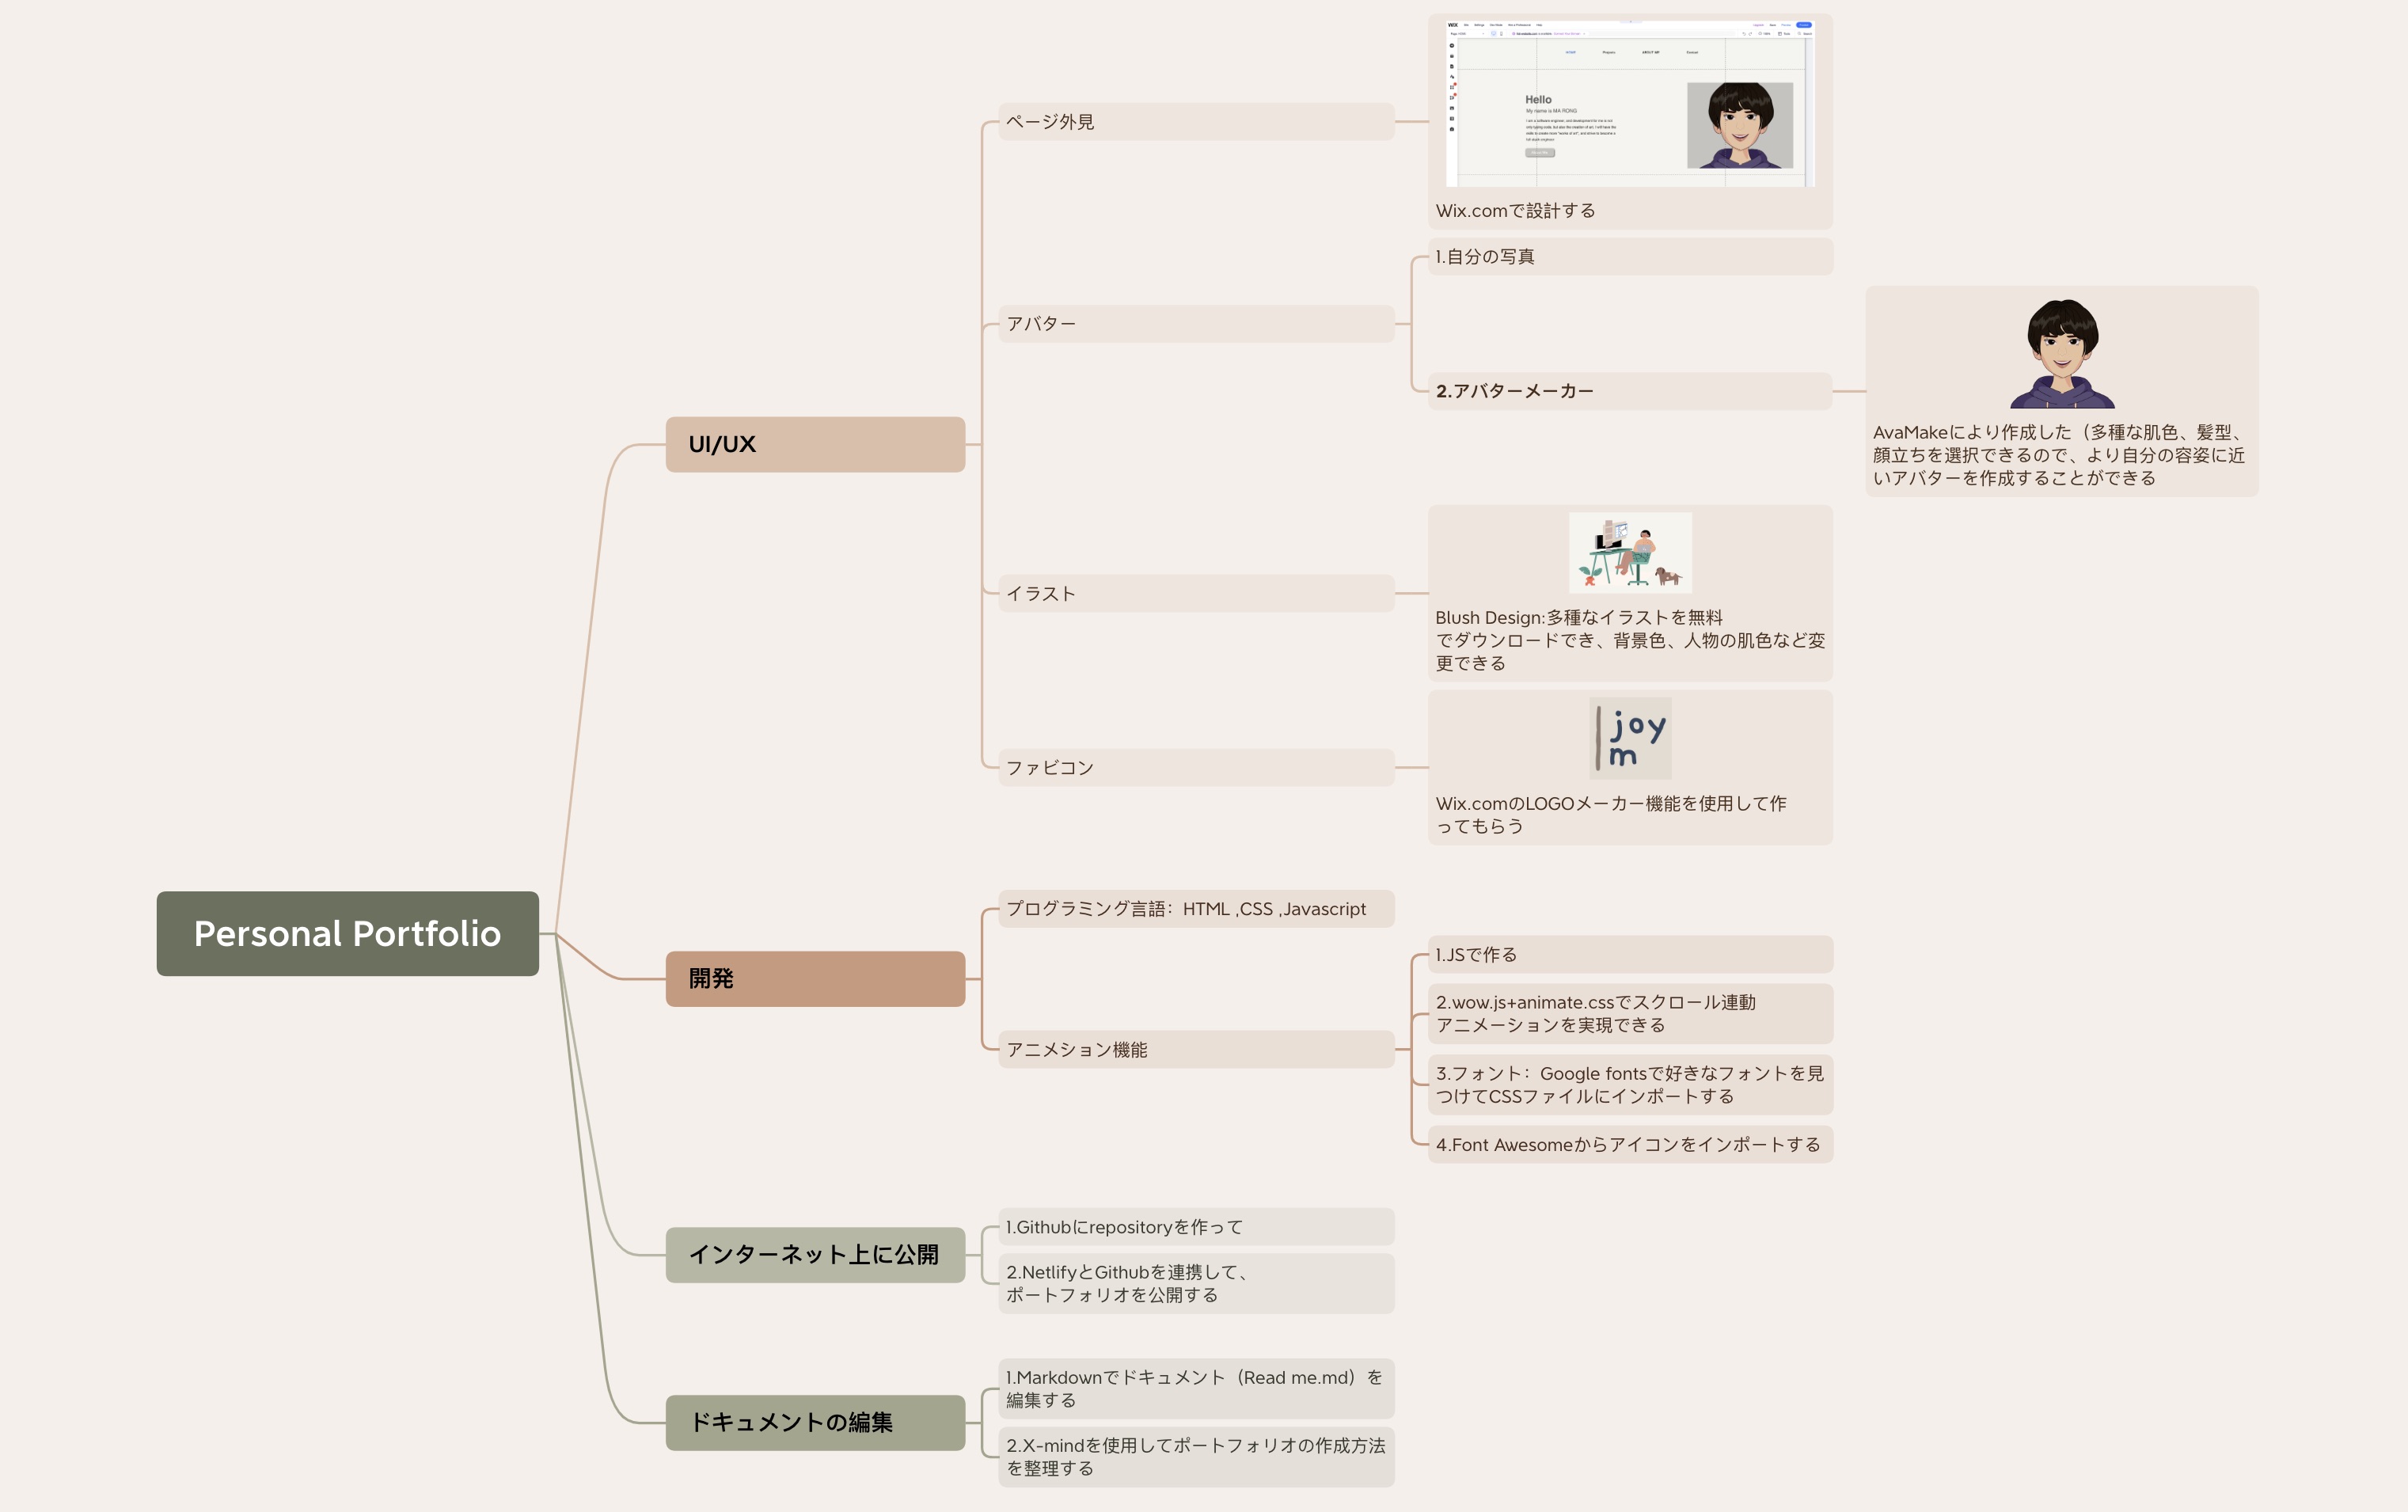 Personal Portfolio
UI/UX
ページ外見
WIX
HOME
Projects
ABOUT ME
Contact
Hello
My name is MA RONG
Wix.comで設計する
アバター
1.自分の写真
2.アバターメーカー
AvaMakeにより作成した（多種な肌色、髪型、
顔立ちを選択できるので、より自分の容姿に近
いアバターを作成することができる
イラスト
Blush Design:多種なイラストを無料
でダウンロードでき、背景色、人物の肌色など変
更できる
ファビコン
joy
m
Wix.comのLOGOメーカー機能を使用して作
ってもらう
開発
プログラミング言語：HTML ,CSS ,Javascript
アニメション機能
1.JSで作る
2.wow.js+animate.cssでスクロール連動
アニメーションを実現できる
3.フォント：Google fontsで好きなフォントを見
つけてCSSファイルにインポートする
4.Font Awesomeからアイコンをインポートする
インターネット上に公開
1.Githubにrepositoryを作って
2.NetlifyとGithubを連携して、
ポートフォリオを公開する
ドキュメントの編集
1.Markdownでドキュメント（Read me.md）を
編集する
2.X-mindを使用してポートフォリオの作成方法
を整理する